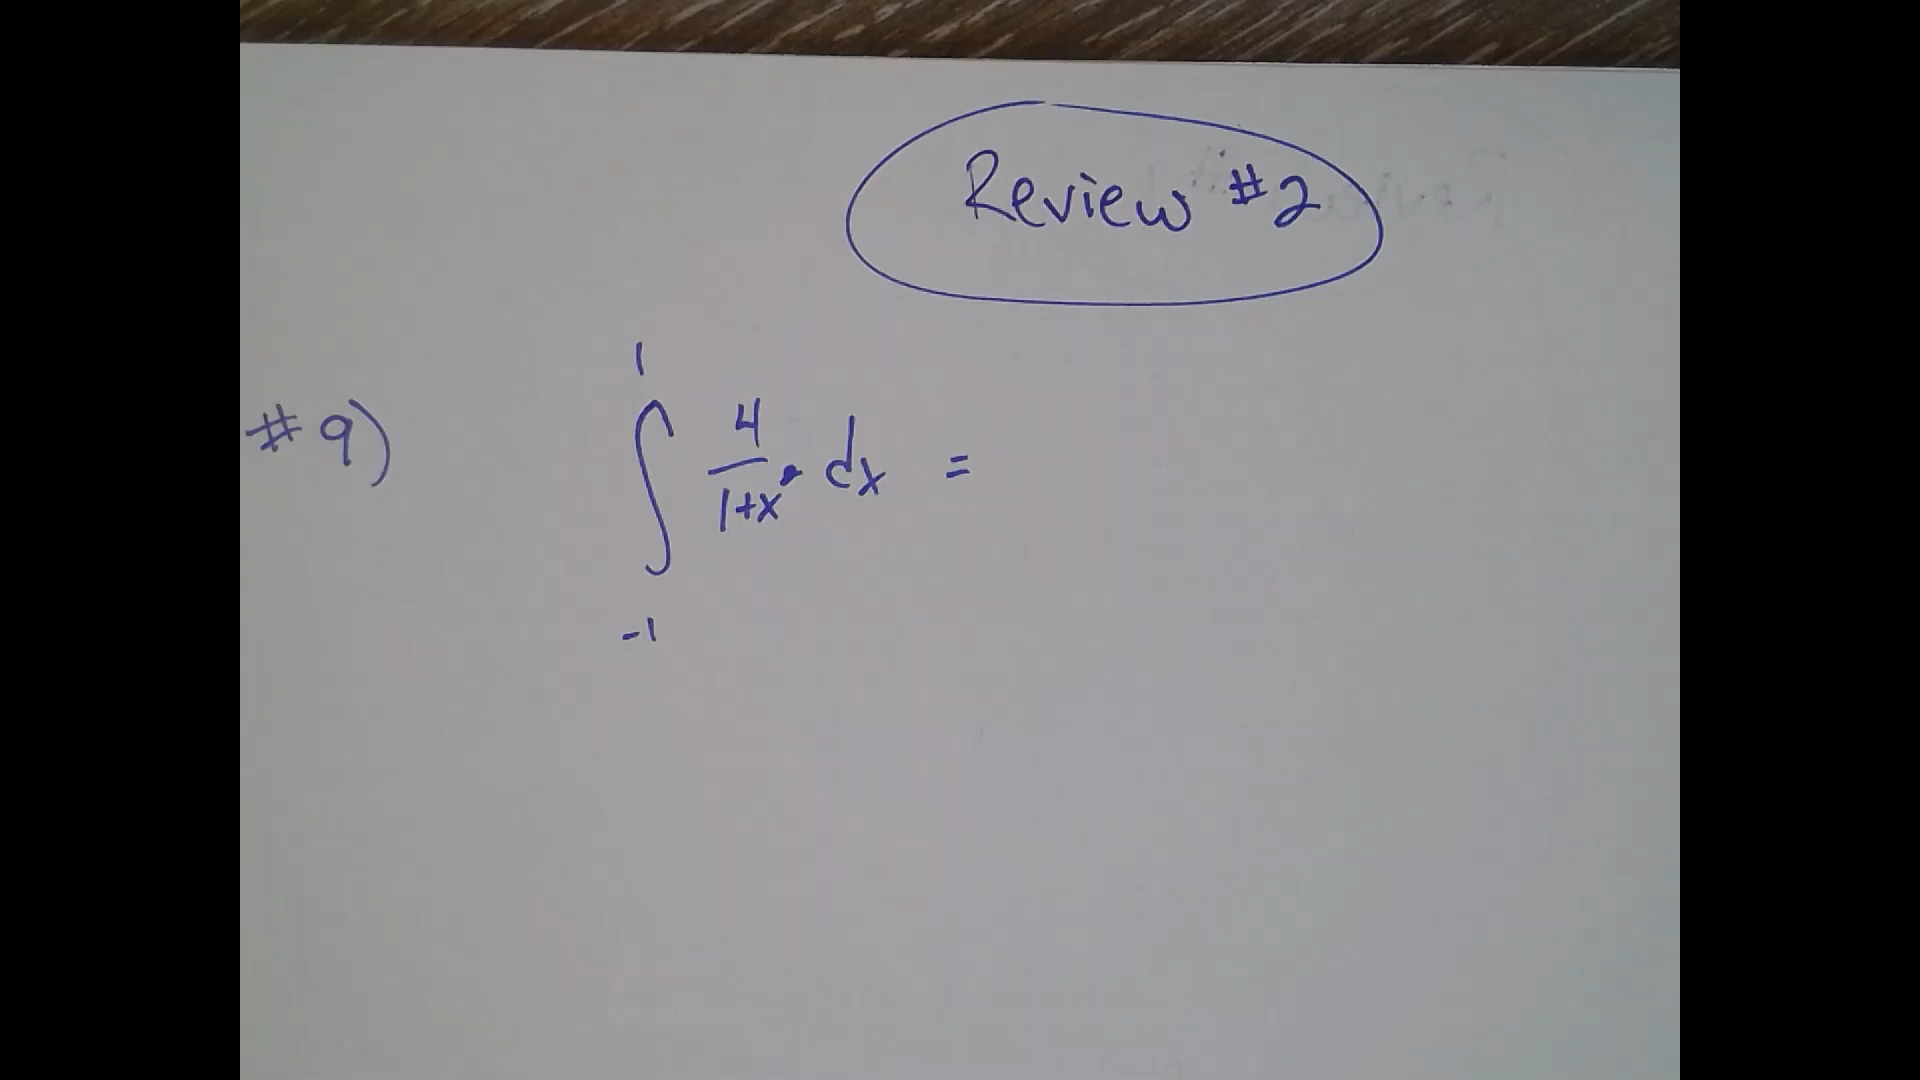 Review #2
#9) ∫_{-1}^{1} 4/(1+x²) dx =